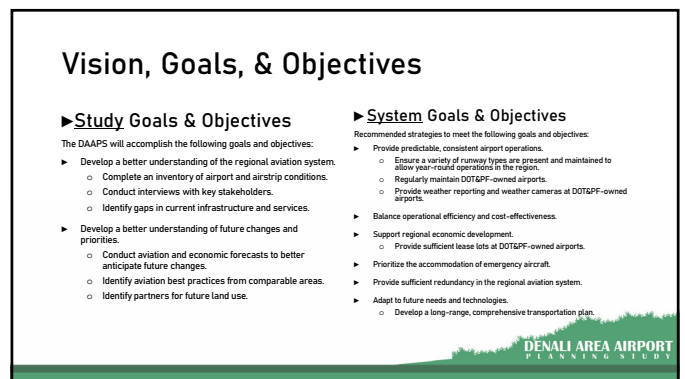 Vision, Goals, & Objectives
►Study Goals & Objectives
The DAAPS will accomplish the following goals and objectives:
► Develop a better understanding of the regional aviation system.
o Complete an inventory of airport and airstrip conditions.
o Conduct interviews with key stakeholders.
o Identify gaps in current infrastructure and services.
► Develop a better understanding of future changes and
priorities.
o Conduct aviation and economic forecasts to better
anticipate future changes.
o Identify aviation best practices from comparable areas.
o Identify partners for future land use.
► System Goals & Objectives
Recommended strategies to meet the following goals and objectives:
► Provide predictable, consistent airport operations.
o Ensure a variety of runway types are present and maintained to
allow year-round operations in the region.
o Regularly maintain DOT&PF-owned airports.
o Provide weather reporting and weather cameras at DOT&PF-owned
airports.
► Balance operational efficiency and cost-effectiveness.
► Support regional economic development.
o Provide sufficient lease lots at DOT&PF-owned airports.
► Prioritize the accommodation of emergency aircraft.
► Provide sufficient redundancy in the regional aviation system.
► Adapt to future needs and technologies.
o Develop a long-range, comprehensive transportation plan.
DENALI AREA AIRPORT
PLANNING STUDY